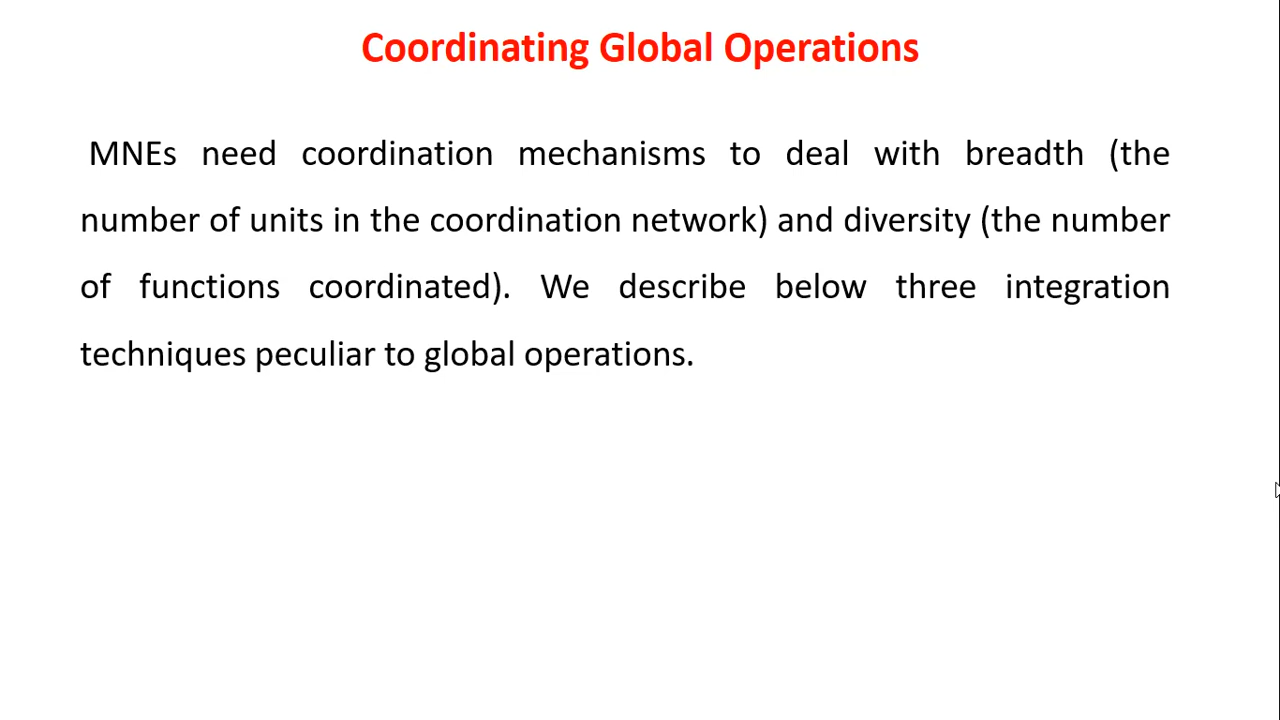 Coordinating Global Operations
MNEs need coordination mechanisms to deal with breadth (the
number of units in the coordination network) and diversity (the number
of functions coordinated). We describe below three integration
techniques peculiar to global operations.